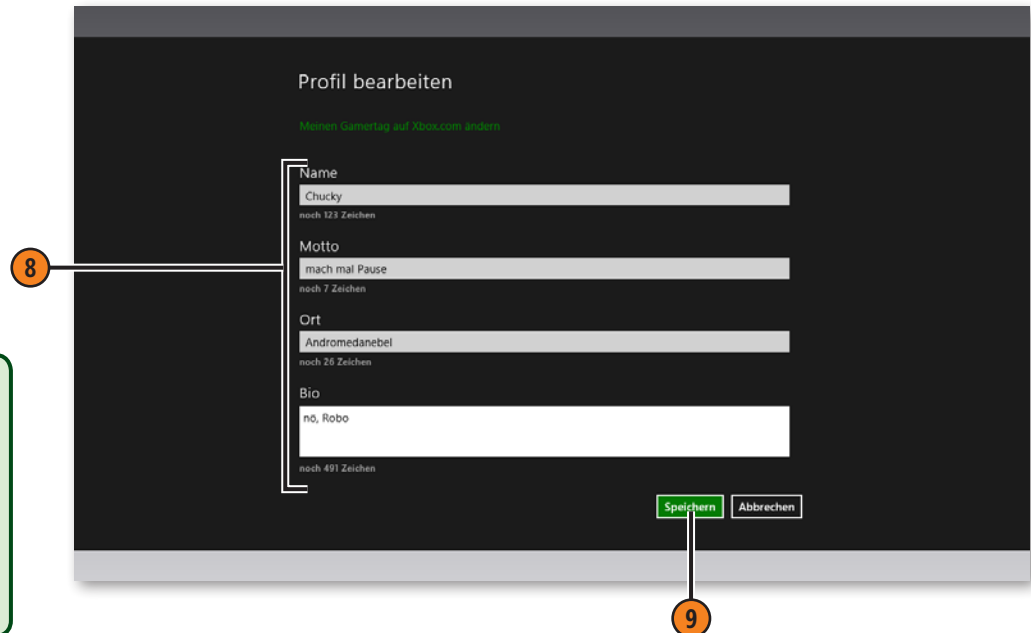 Profil bearbeiten
Meinen Gamertag auf Xbox.com ändern
Name
Chucky
noch 123 Zeichen
Motto
mach mal Pause
noch 7 Zeichen
8
Ort
Andromedanebel
noch 26 Zeichen
Bio
nö, Robo
noch 491 Zeichen
Speichern Abbrechen
9